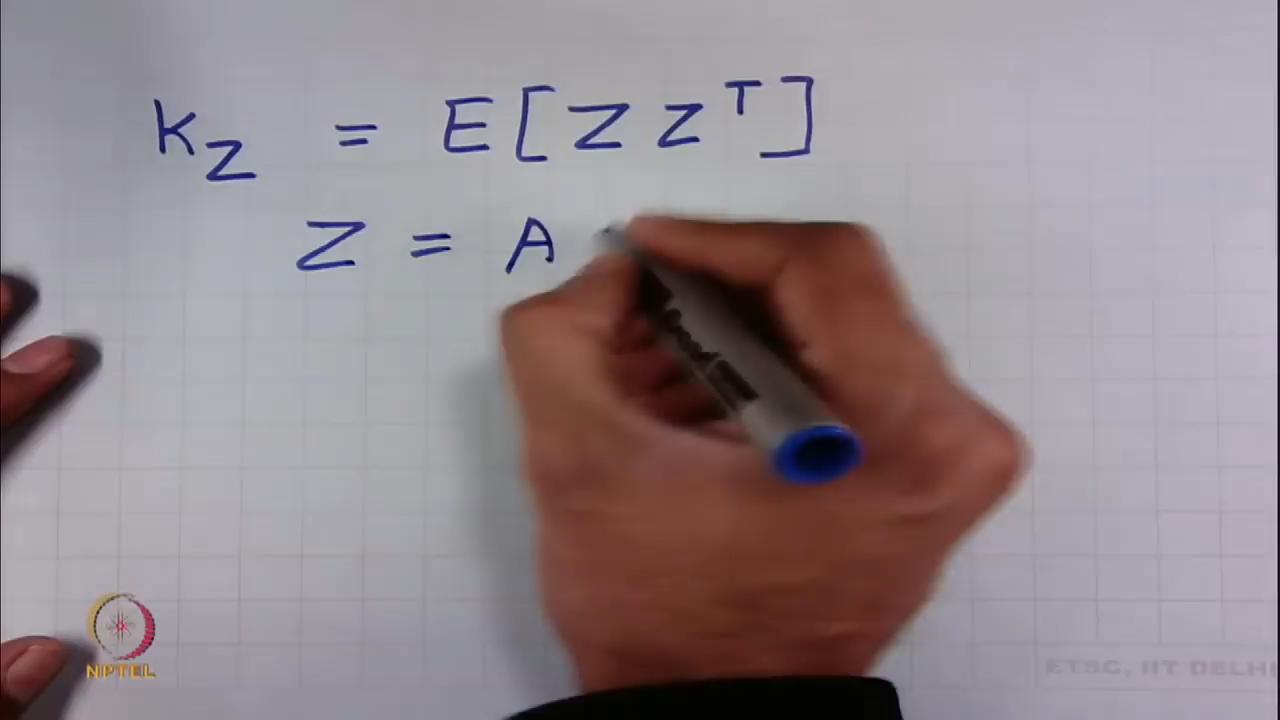 K_Z = E[Z Z^T]
Z = A
NPTEL
ETSC, IIT DELHI